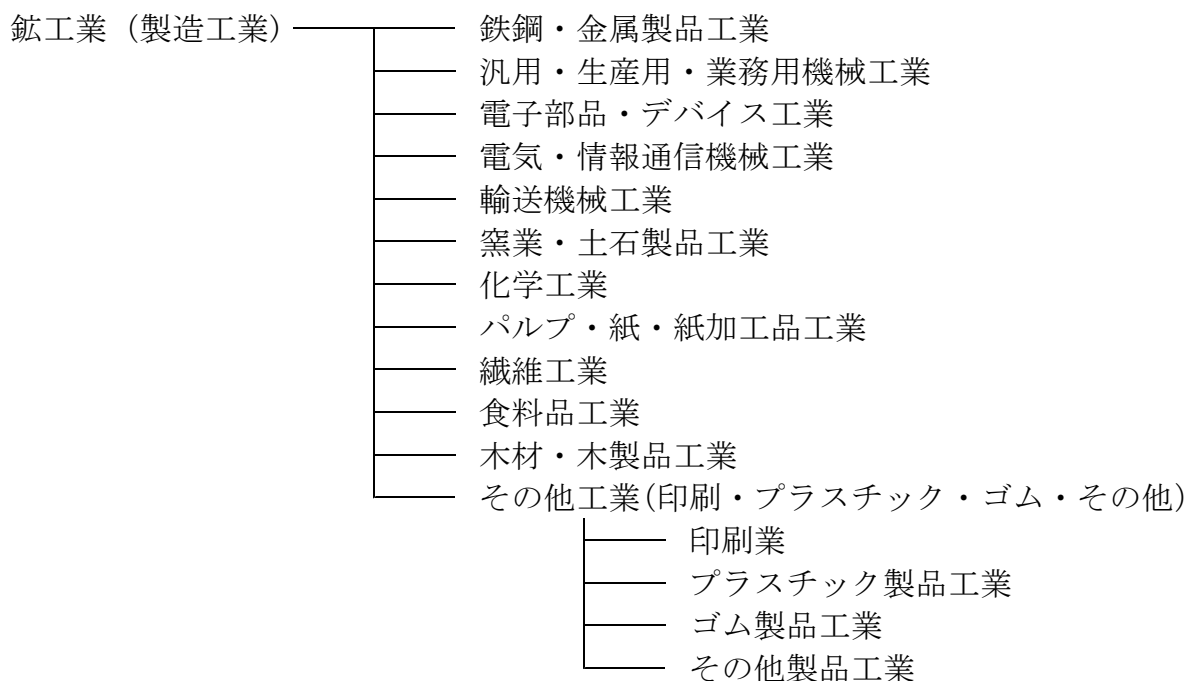 鉱工業（製造工業）
鉄鋼・金属製品工業
汎用・生産用・業務用機械工業
電子部品・デバイス工業
電気・情報通信機械工業
輸送機械工業
窯業・土石製品工業
化学工業
パルプ・紙・紙加工品工業
繊維工業
食料品工業
木材・木製品工業
その他工業(印刷・プラスチック・ゴム・その他)
印刷業
プラスチック製品工業
ゴム製品工業
その他製品工業